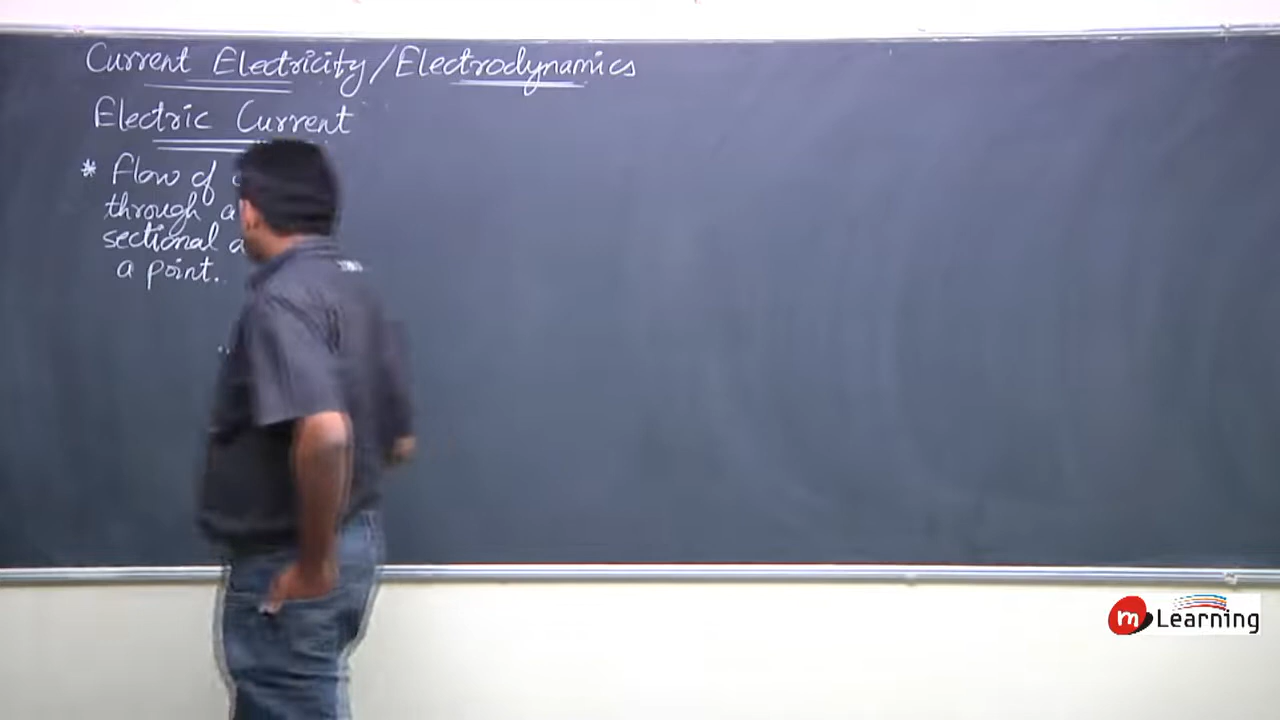 Current Electricity/Electrodynamics
Electric Current
* Flow of
through a
sectional
a point.
m Learning